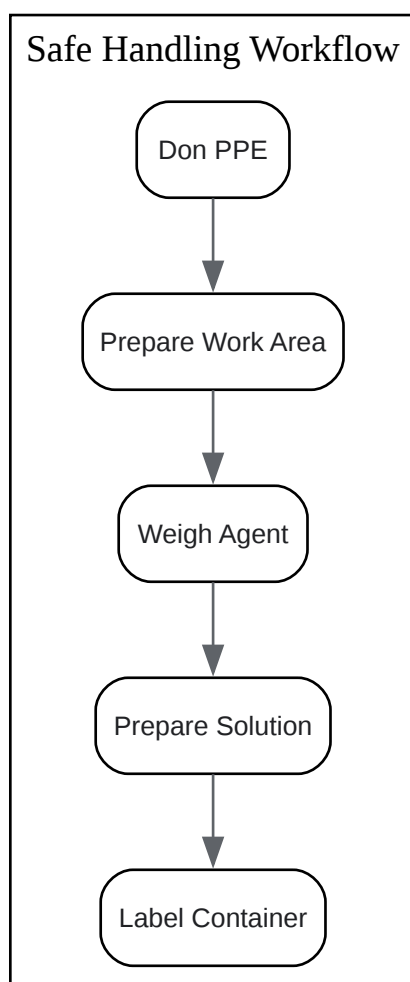 Safe Handling Workflow
Don PPE
Prepare Work Area
Weigh Agent
Prepare Solution
Label Container